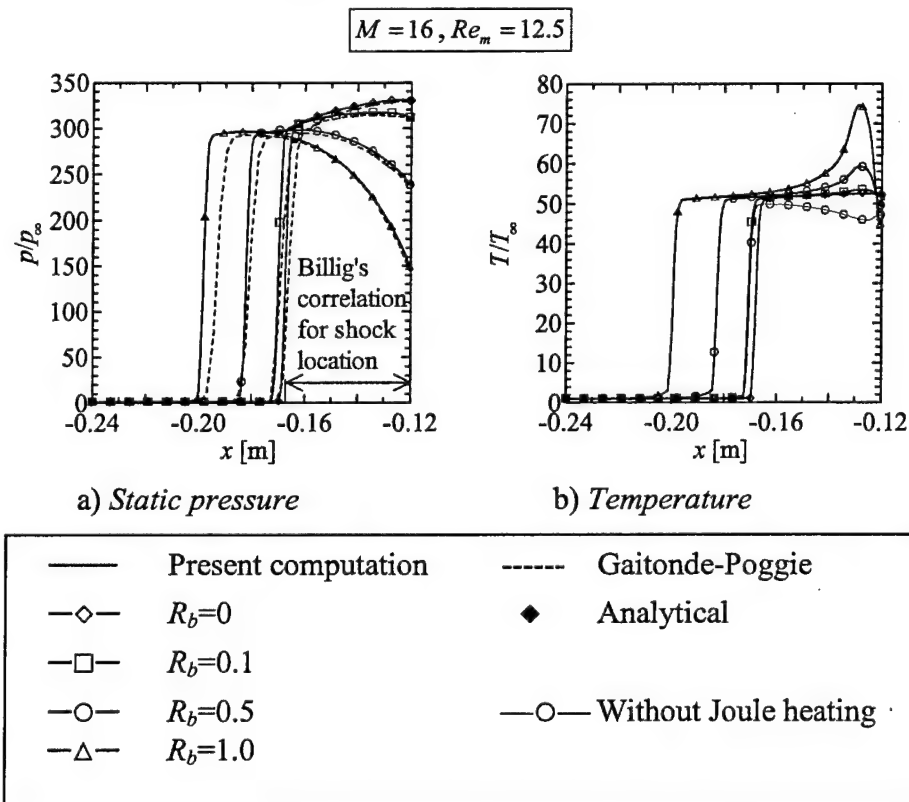 M = 16 , Re_m = 12.5
350
300
250
200
150
100
50
0
p/p_∞
Billig's
correlation
for shock
location
-0.24
-0.20
-0.16
-0.12
x [m]
a) Static pressure
80
70
60
50
40
30
20
10
0
T/T_∞
-0.24
-0.20
-0.16
-0.12
x [m]
b) Temperature
Present computation
Gaitonde-Poggie
R_b=0
Analytical
R_b=0.1
R_b=0.5
Without Joule heating
R_b=1.0